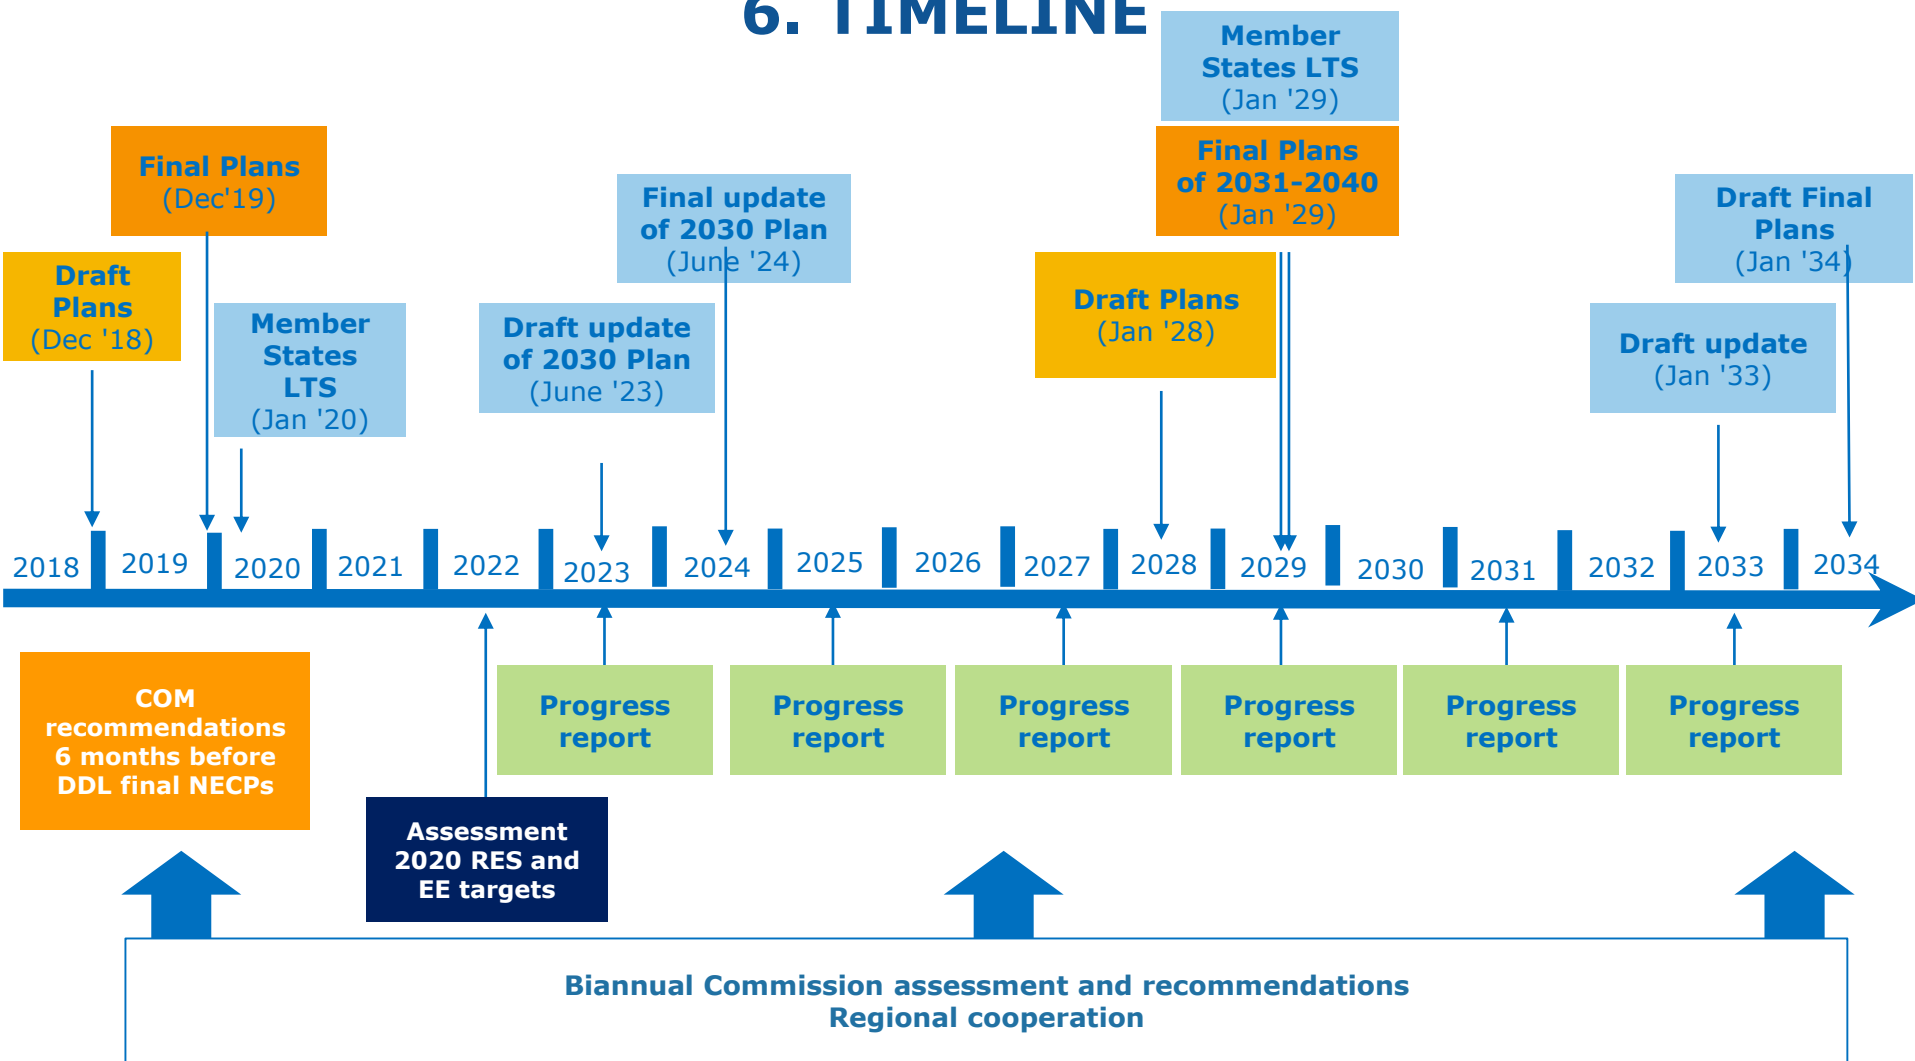 6. TIMELINE
Member
States LTS
(Jan '29)
Final Plans
(Dec'19)
Final Plans
of 2031-2040
(Jan '29)
Final update
of 2030 Plan
(June '24)
Draft Final
Plans
(Jan '34)
Draft
Plans
(Dec '18)
Draft Plans
(Jan '28)
Member
States
LTS
(Jan '20)
Draft update
of 2030 Plan
(June '23)
Draft update
(Jan '33)
2018 2019 2020 2021 2022 2023 2024 2025 2026 2027 2028 2029 2030 2031 2032 2033 2034
COM
recommendations
6 months before
DDL final NECPs
Progress
report
Progress
report
Progress
report
Progress
report
Progress
report
Progress
report
Assessment
2020 RES and
EE targets
Biannual Commission assessment and recommendations
Regional cooperation